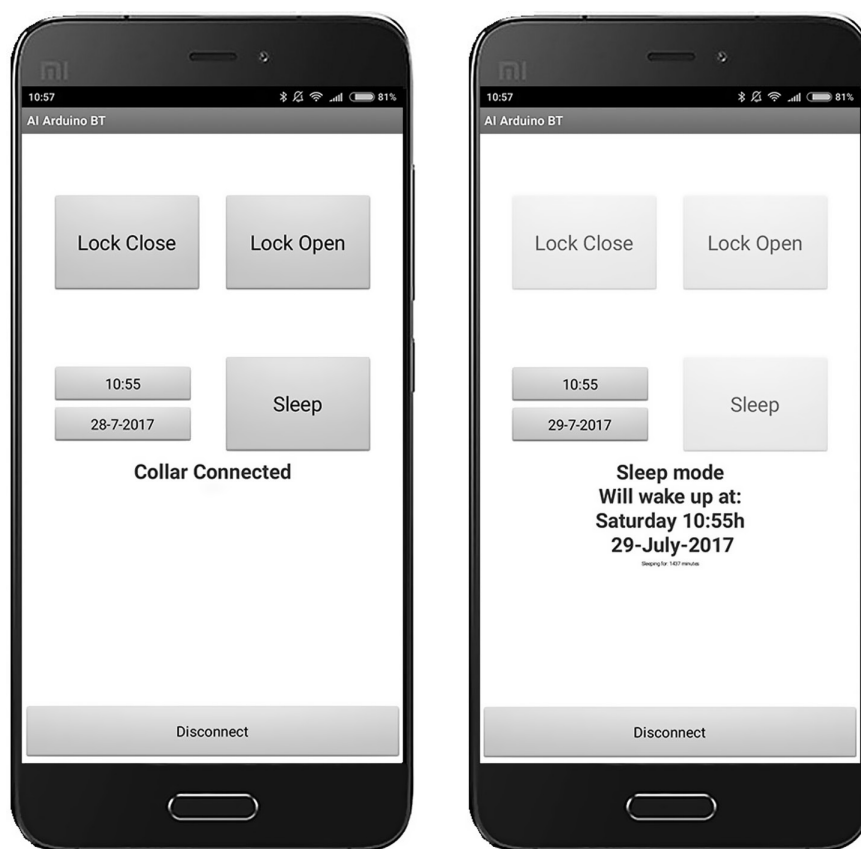 MI
10:57
81%
AI Arduino BT
Lock Close
Lock Open
10:55
Sleep
28-7-2017
Collar Connected
Disconnect
MI
10:57
81%
AI Arduino BT
Lock Close
Lock Open
10:55
Sleep
29-7-2017
Sleep mode
Will wake up at:
Saturday 10:55h
29-July-2017
Sleeping for: 1437 minutes
Disconnect